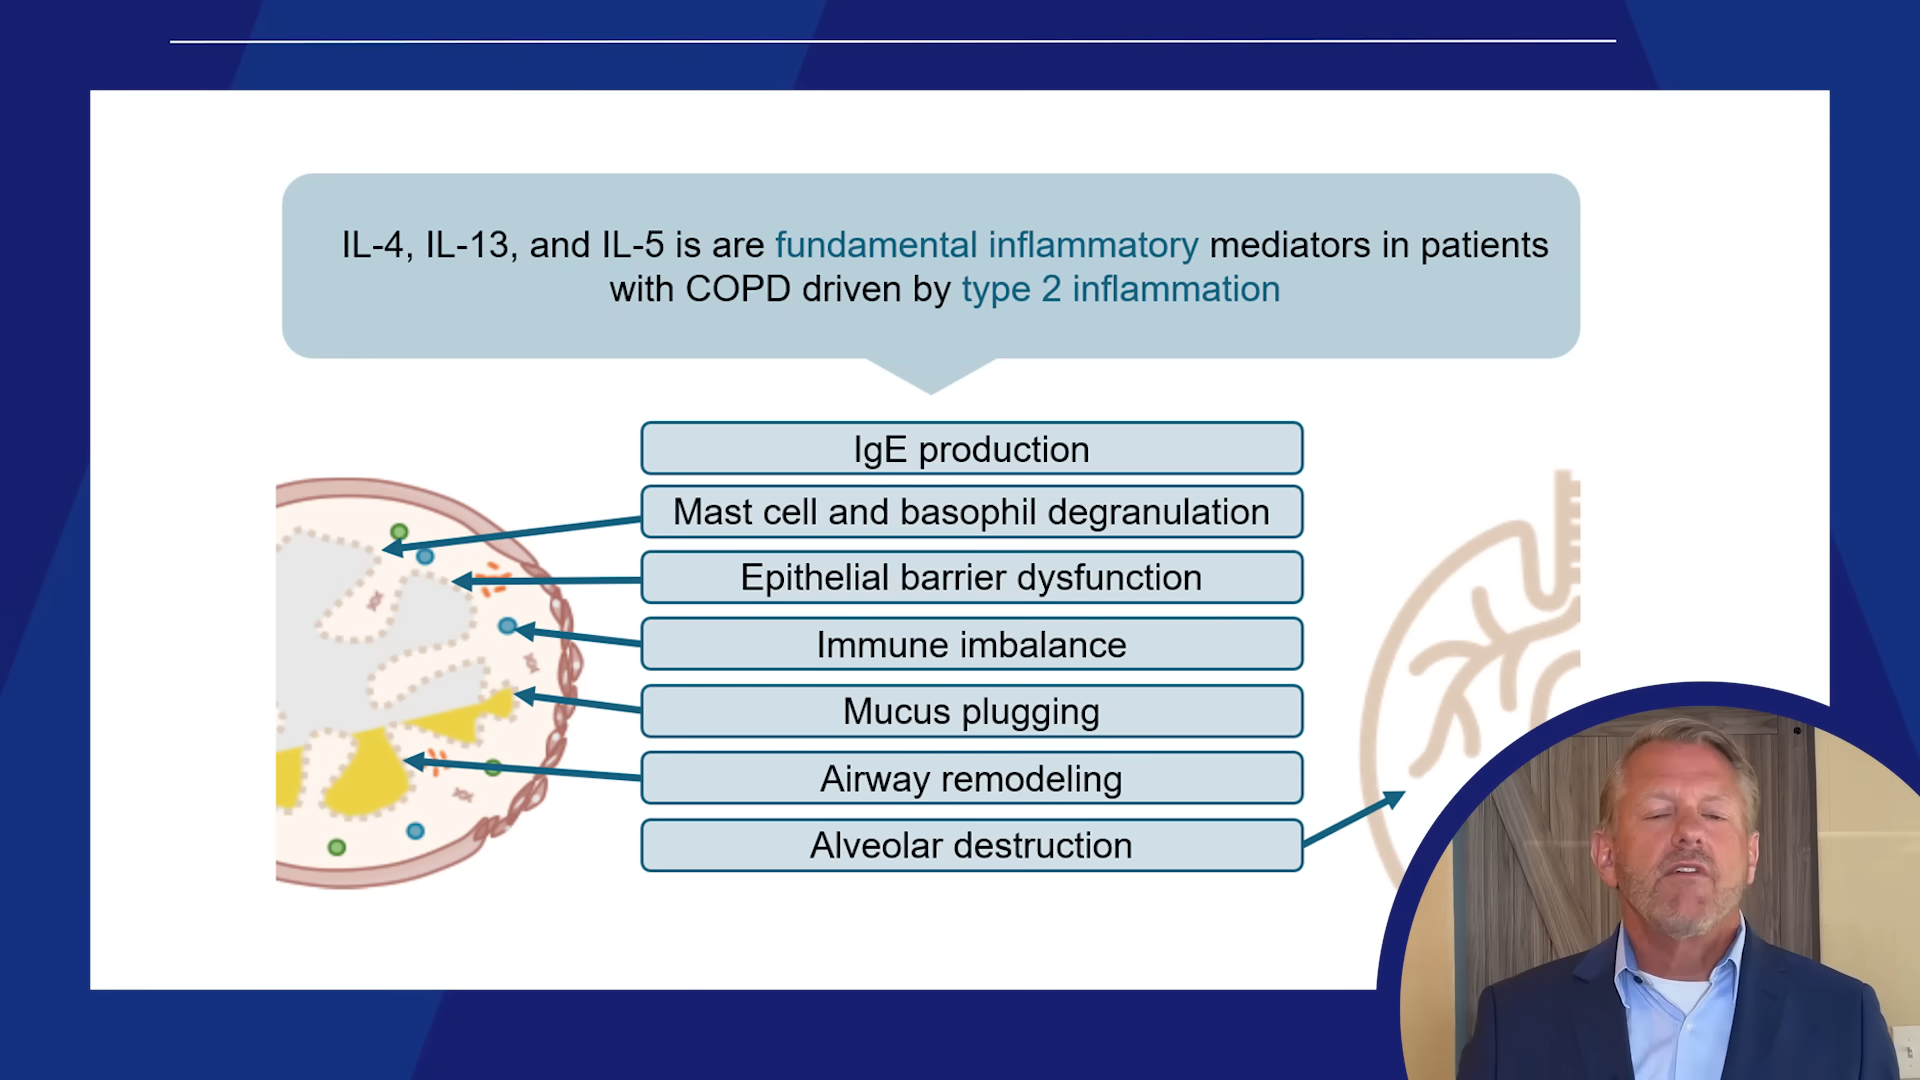 IL-4, IL-13, and IL-5 is are fundamental inflammatory mediators in patients
with COPD driven by type 2 inflammation
IgE production
Mast cell and basophil degranulation
Epithelial barrier dysfunction
Immune imbalance
Mucus plugging
Airway remodeling
Alveolar destruction